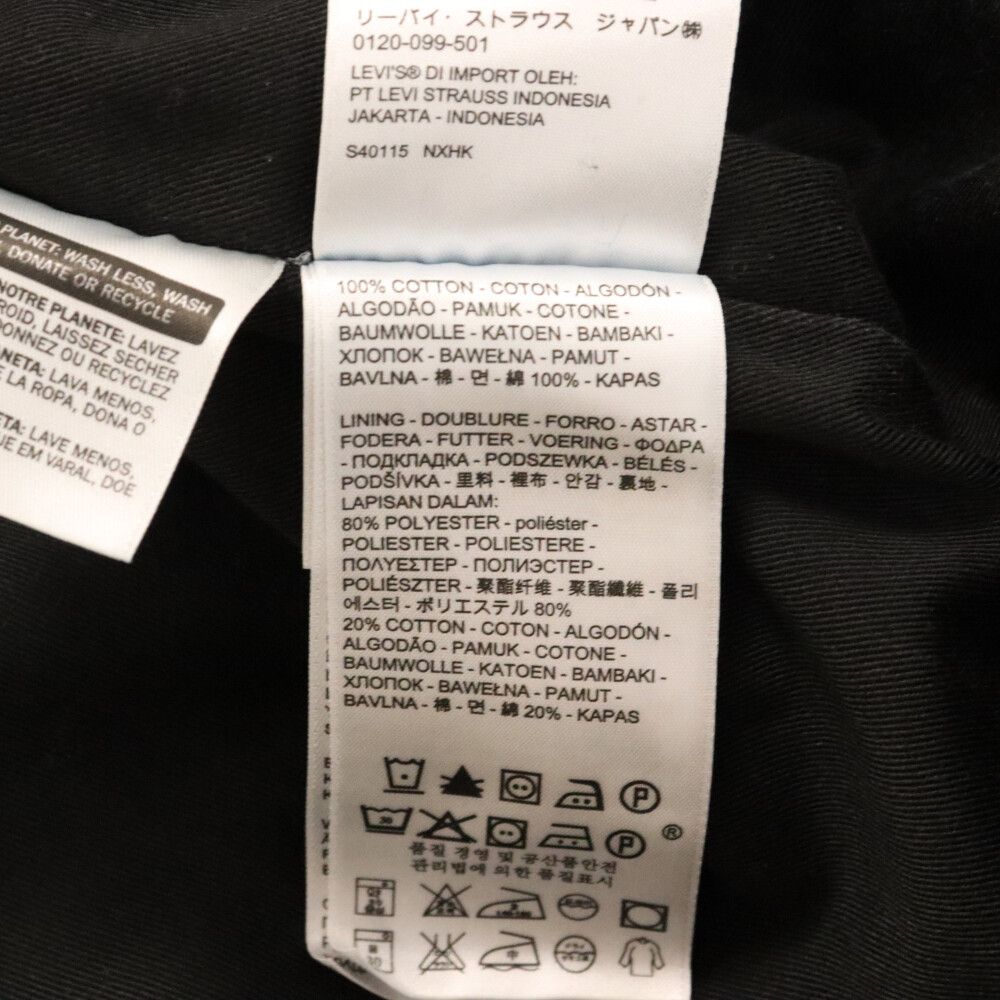 リーバイ・ストラウス ジャパン㈱
0120-099-501
LEVI'S® DI IMPORT OLEH:
PT LEVI STRAUSS INDONESIA
JAKARTA - INDONESIA
S40115 NXHK
PLANET: WASH LESS, WASH
DONATE OR RECYCLE
NOTRE PLANETE: LAVEZ
LAISSEZ SECHER
DONNEZ OU RECYCLEZ
LAVA MENOS,
LA ROPA, DONA O
LAVE MENOS,
EM VARAL, DOE
100% COTTON - COTON - ALGODÓN -
ALGODÃO - PAMUK - COTONE -
BAUMWOLLE - KATOEN - BAMBAKI -
ХЛОПОК - BAWEŁNA - PAMUT -
BAVLNA - 棉 - 면 - 綿 100% - KAPAS
LINING - DOUBLURE - FORRO - ASTAR -
FODERA - FUTTER - VOERING - ΦΟΔΡΑ
- ПОДКЛАДКА - PODSZEWKA - BÉLÉS -
PODŠÍVKA - 里料 - 裡布 - 안감 - 裏地 -
LAPISAN DALAM:
80% POLYESTER - poliéster -
POLIESTER - POLIESTERE -
ΠΟΛΥΕΣΤΕΡ - ПОЛИЭСТЕР -
POLIÉSZTER - 聚酯纤维 - 聚酯纖維 - 폴리
에스터 - ポリエステル 80%
20% COTTON - COTON - ALGODÓN -
ALGODÃO - PAMUK - COTONE -
BAUMWOLLE - KATOEN - BAMBAKI -
ХЛОПОК - BAWEŁNA - PAMUT -
BAVLNA - 棉 - 면 - 綿 20% - KAPAS
P
30 P ®
품질 경영 및 공산품안전
관리법에 의한 품질표시
30 中